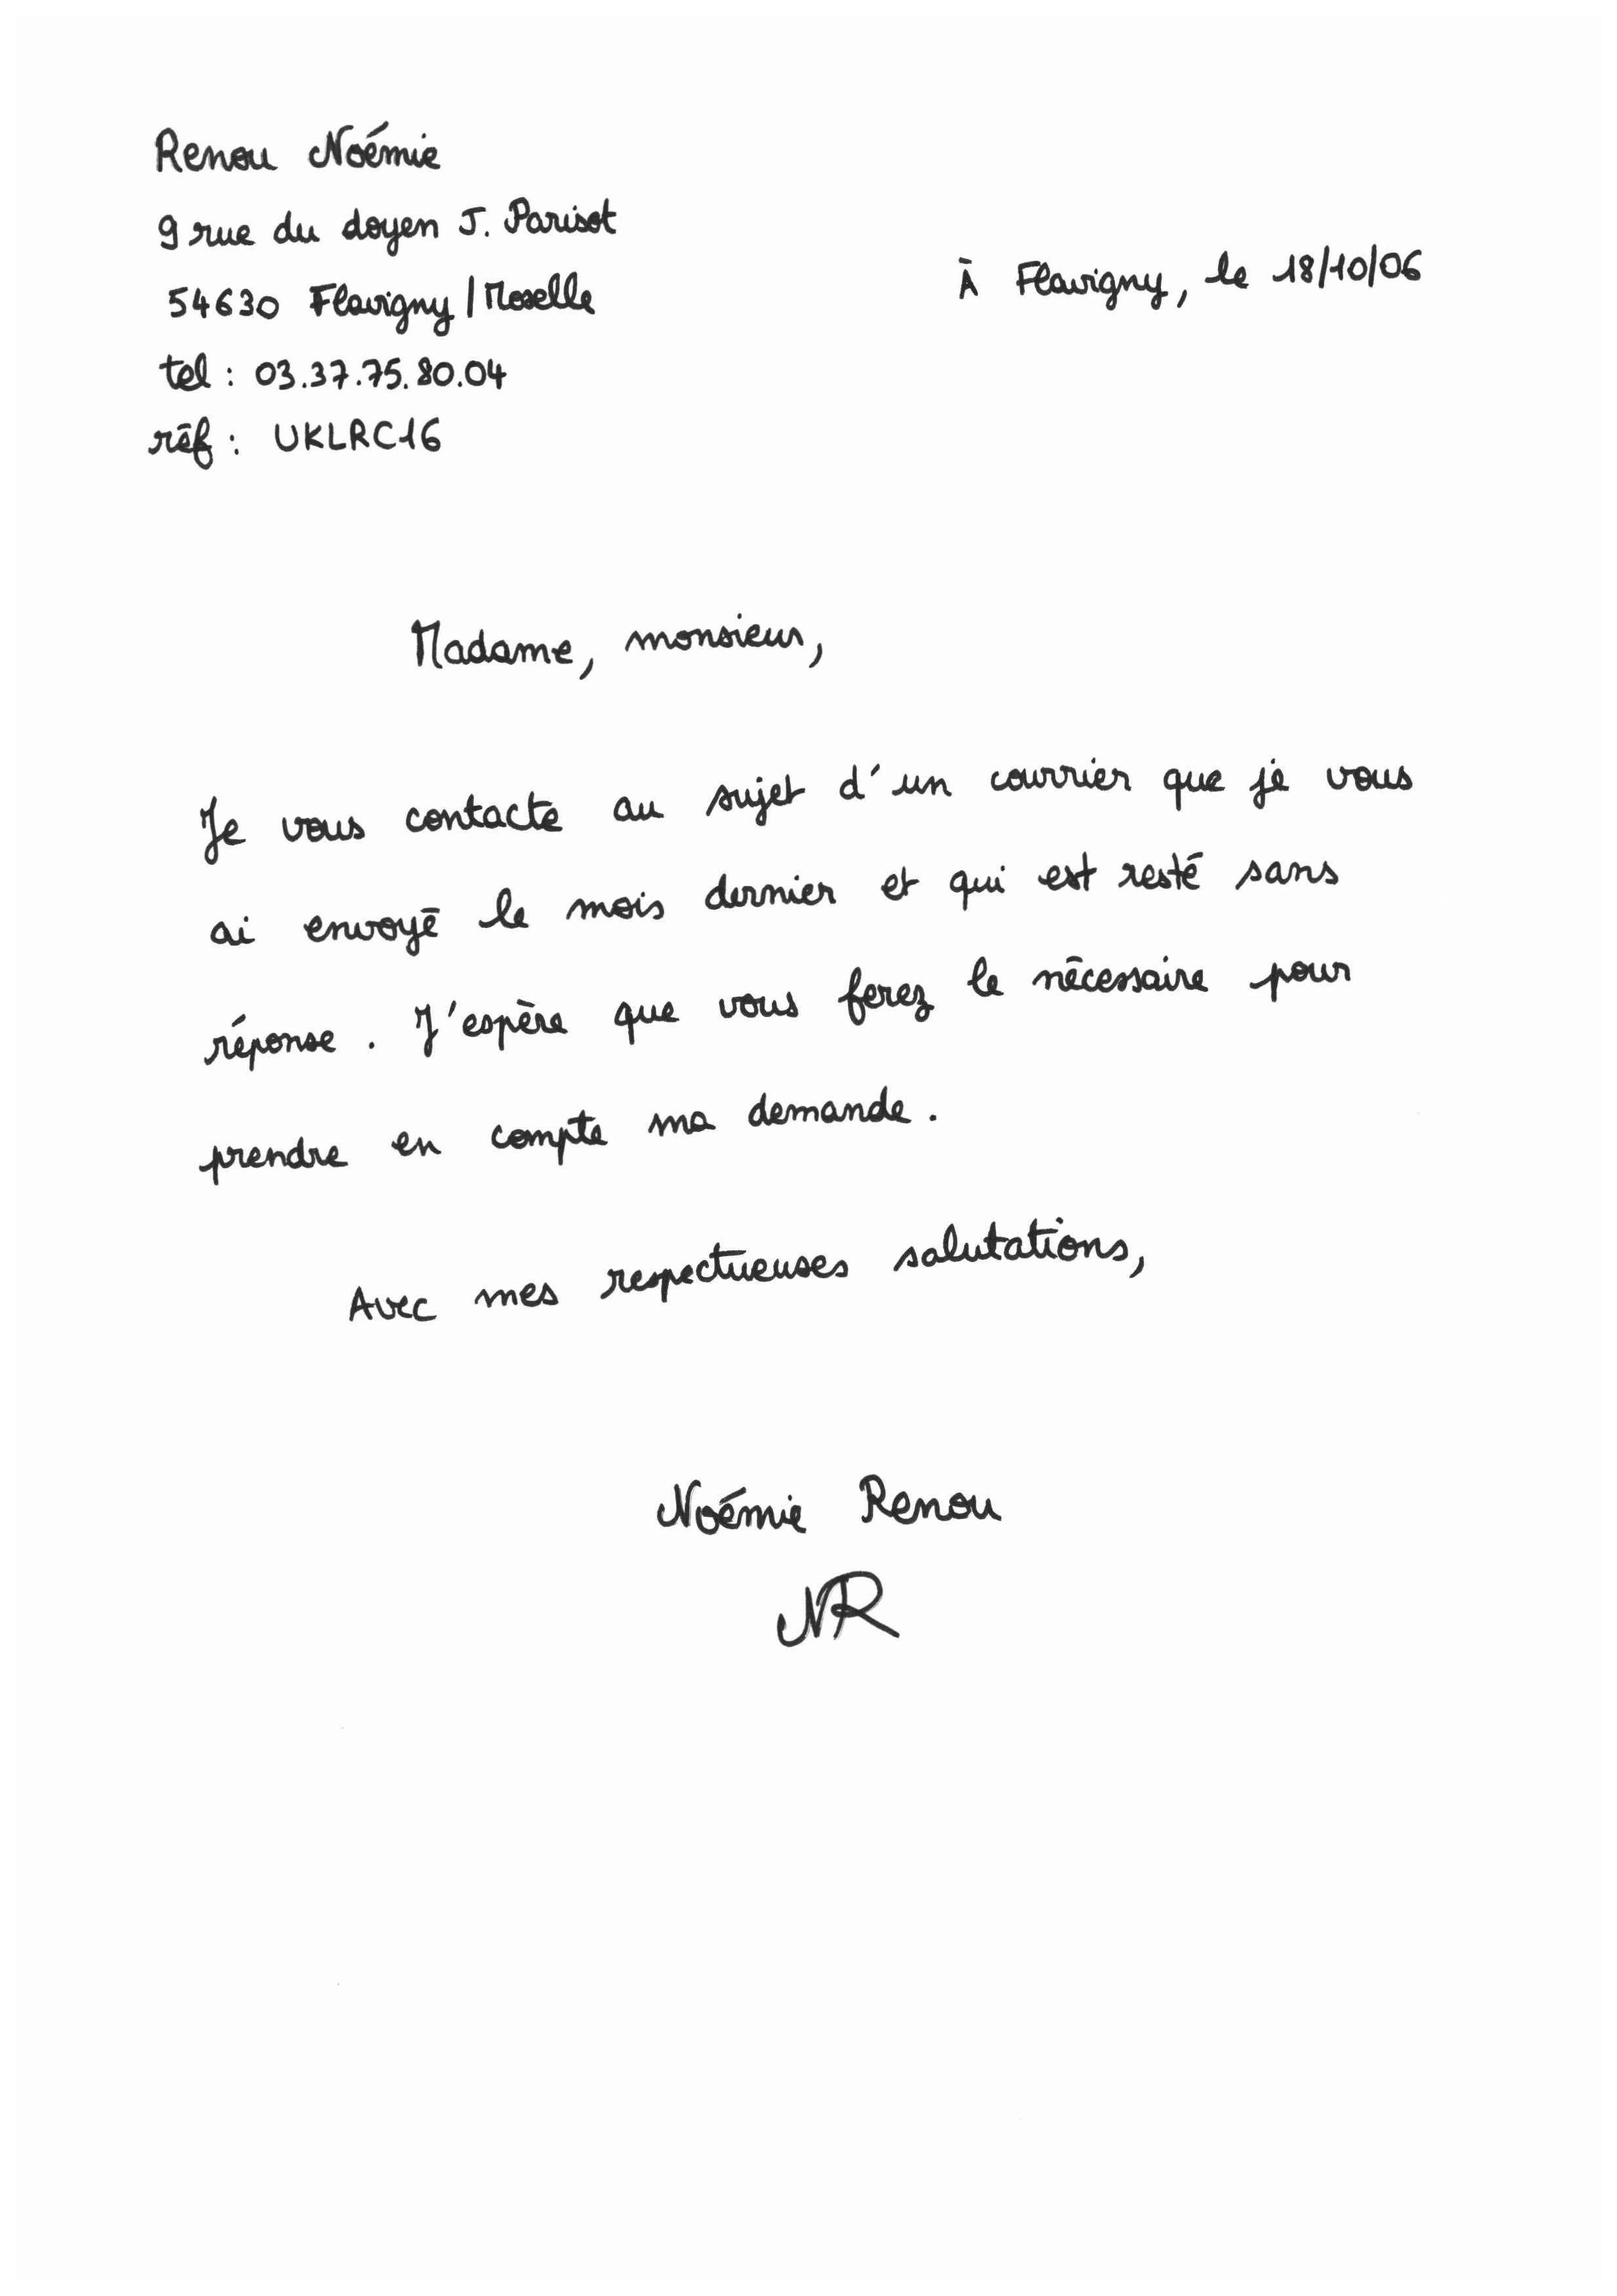 Renou Noémie
9 rue du doyen J. Parisot
54630 Flavigny/Moselle
À Flavigny, le 18/10/06
tel : 03.37.75.80.04
réf : UKLRC16
Madame, monsieur,
Je vous contacte au sujet d'un courrier que je vous
ai envoyé le mois dernier et qui est resté sans
réponse. J'espère que vous ferez le nécessaire pour
prendre en compte ma demande.
Avec mes respectueuses salutations,
Noémie Renou
NR